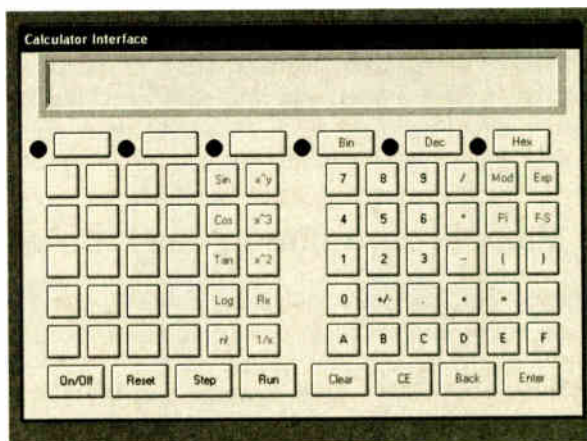 Calculator Interface
Bin Dec Hex
Sin x^y 7 8 9 / Mod Exp
Cos x^3 4 5 6 * Pi F-S
Tan x^2 1 2 3 - ( )
Log Rx 0 +/- . + =
n! 1/x A B C D E F
On/Off Reset Step Run Clear CE Back Enter